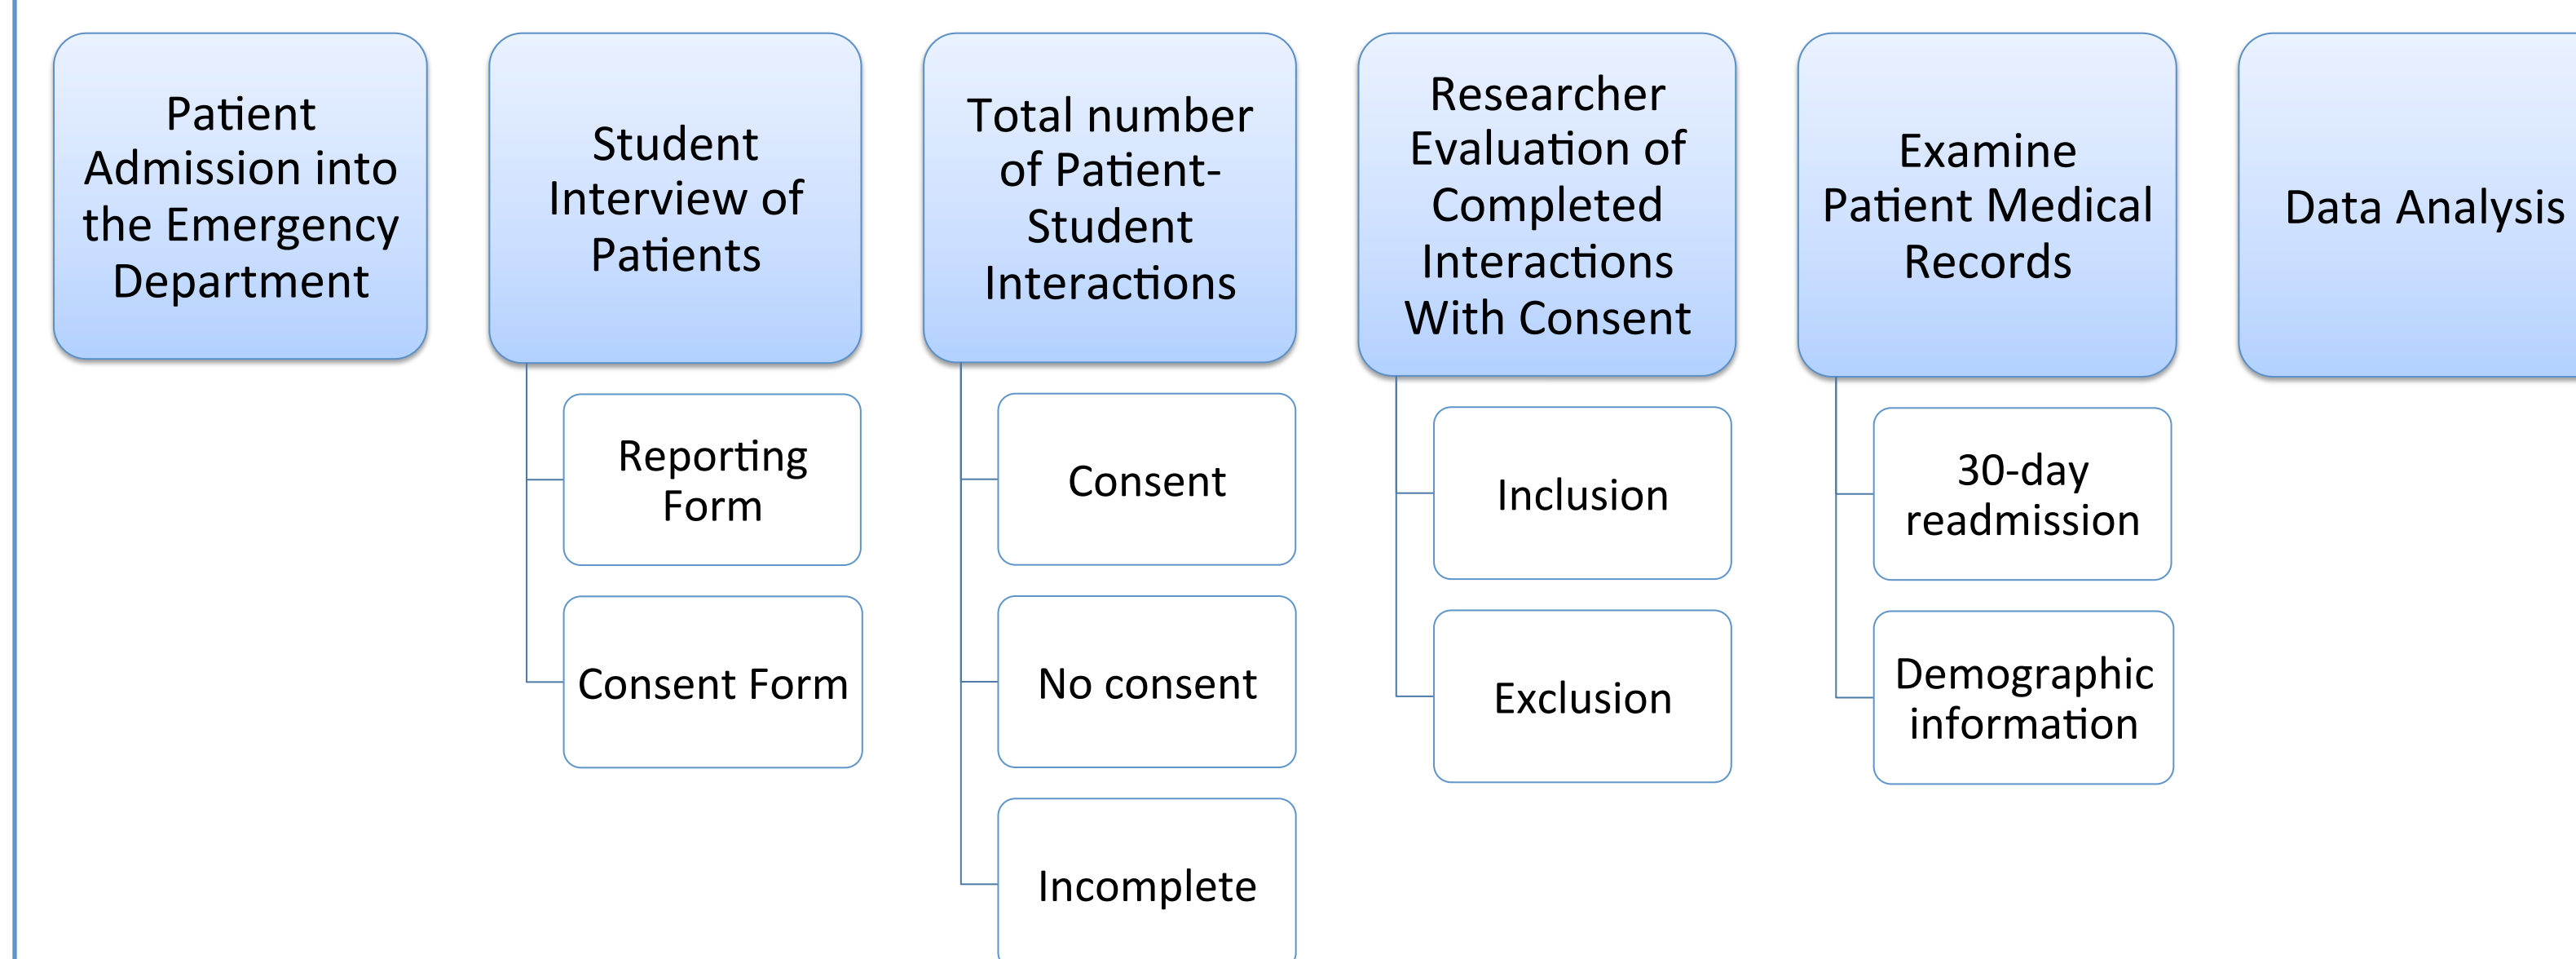 Patient
Admission into
the Emergency
Department
Student
Interview of
Patients
Reporting
Form
Consent Form
Total number
of Patient-
Student
Interactions
Consent
No consent
Incomplete
Researcher
Evaluation of
Completed
Interactions
With Consent
Inclusion
Exclusion
Examine
Patient Medical
Records
30-day
readmission
Demographic
information
Data Analysis